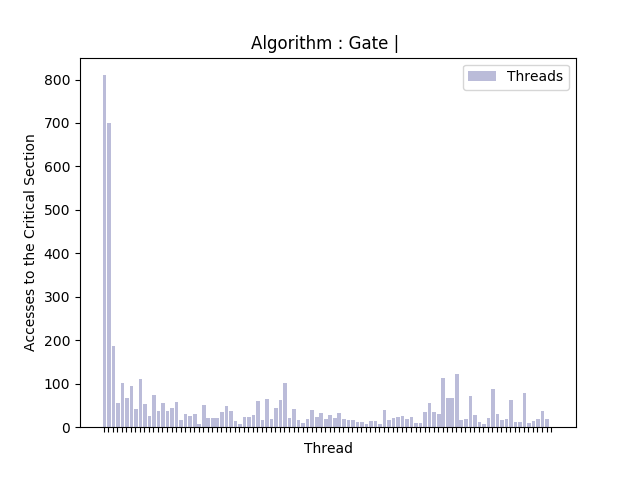 Algorithm : Gate |
Threads
800
700
600
500
400
300
200
100
0
Accesses to the Critical Section
Thread